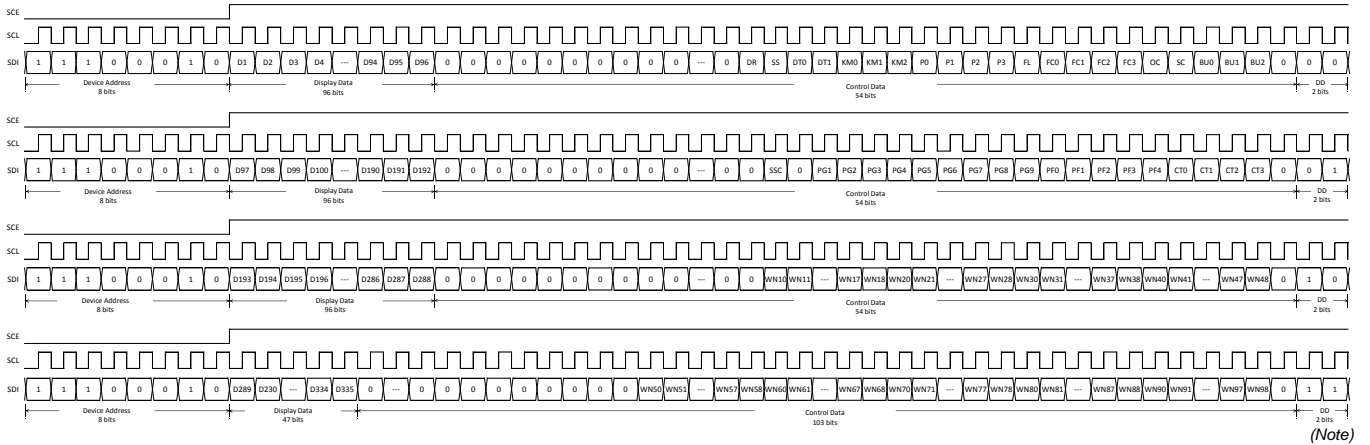 SCE
SCL
SDI 1 1 1 0 0 0 1 0 D1 D2 D3 D4 --- D94 D95 D96 0 0 0 0 0 0 0 0 0 0 --- 0 DR SS DT0 DT1 KM0 KM1 KM2 P0 P1 P2 P3 FL FC0 FC1 FC2 FC3 OC SC BU0 BU1 BU2 0 0 0
Device Address Display Data Control Data DD
8 bits 96 bits 54 bits 2 bits
SCE
SCL
SDI 1 1 1 0 0 0 1 0 D97 D98 D99 D100 --- D190 D191 D192 0 0 0 0 0 0 0 0 0 0 --- 0 0 SSC 0 PG1 PG2 PG3 PG4 PG5 PG6 PG7 PG8 PG9 PF0 PF1 PF2 PF3 PF4 CT0 CT1 CT2 CT3 0 0 1
Device Address Display Data Control Data DD
8 bits 96 bits 54 bits 2 bits
SCE
SCL
SDI 1 1 1 0 0 0 1 0 D193 D194 D195 D196 --- D286 D287 D288 0 0 0 0 0 0 0 0 0 0 --- 0 0 WN10 WN11 --- WN17 WN18 WN20 WN21 --- WN27 WN28 WN30 WN31 --- WN37 WN38 WN40 WN41 --- WN47 WN48 0 1 0
Device Address Display Data Control Data DD
8 bits 96 bits 54 bits 2 bits
SCE
SCL
SDI 1 1 1 0 0 0 1 0 D289 D230 --- D334 D335 0 --- 0 0 0 0 0 0 0 0 0 WN50 WN51 --- WN57 WN58 WN60 WN61 --- WN67 WN68 WN70 WN71 --- WN77 WN78 WN80 WN81 --- WN87 WN88 WN90 WN91 --- WN97 WN98 0 1 1
Device Address Display Data Control Data DD
8 bits 47 bits 103 bits 2 bits
(Note)